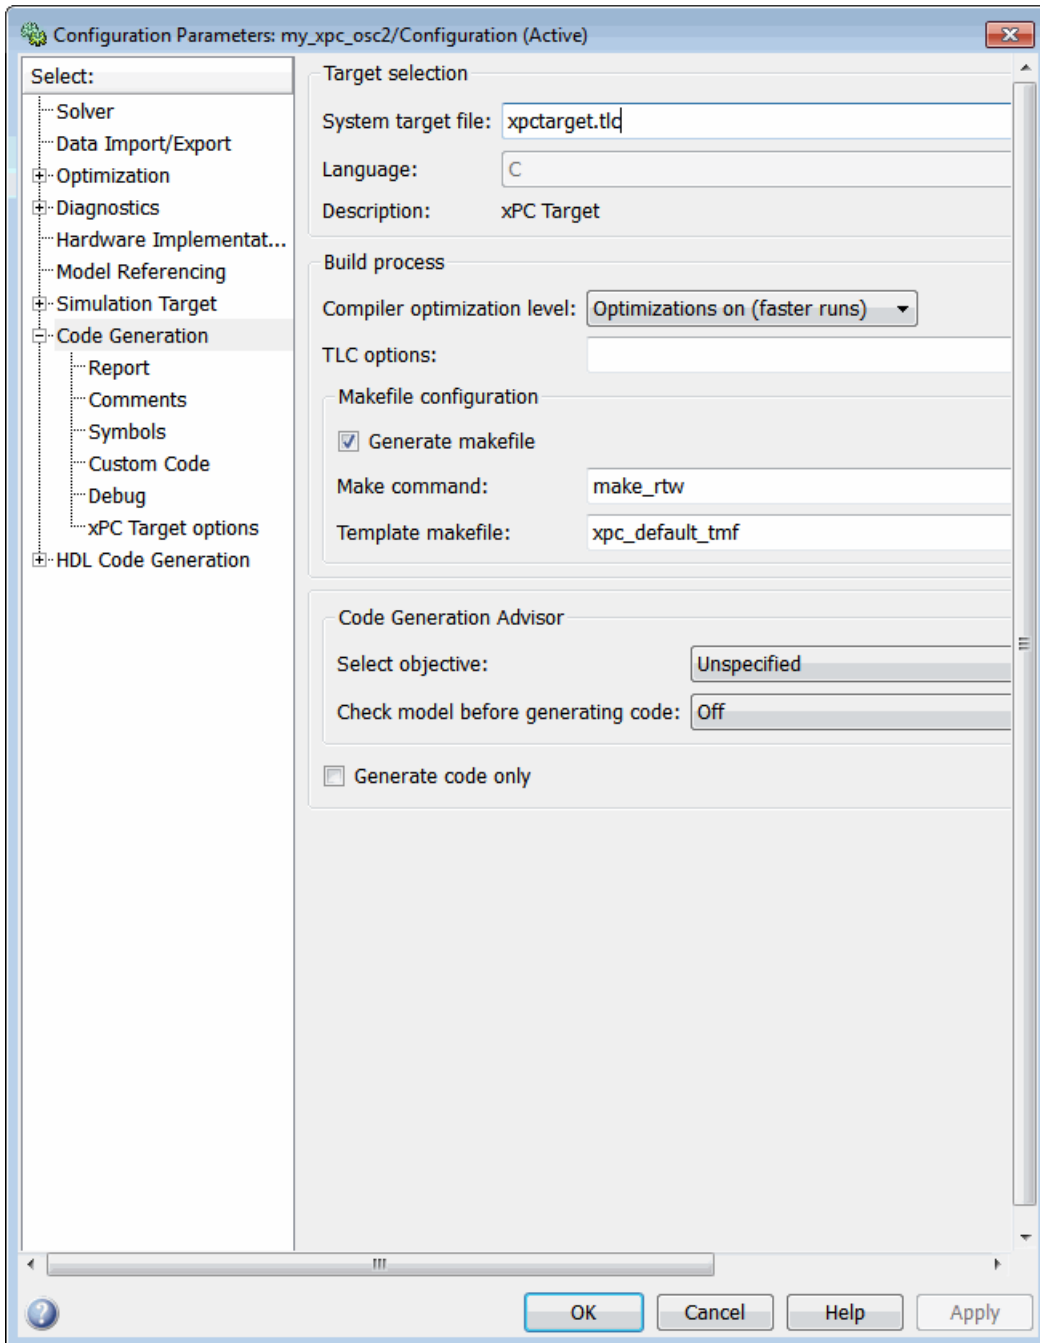 Configuration Parameters: my_xpc_osc2/Configuration (Active)
Select:
Solver
Data Import/Export
Optimization
Diagnostics
Hardware Implementat...
Model Referencing
Simulation Target
Code Generation
Report
Comments
Symbols
Custom Code
Debug
xPC Target options
HDL Code Generation
Target selection
System target file: xpctarget.tlc
Language: C
Description: xPC Target
Build process
Compiler optimization level: Optimizations on (faster runs)
TLC options:
Makefile configuration
Generate makefile
Make command: make_rtw
Template makefile: xpc_default_tmf
Code Generation Advisor
Select objective: Unspecified
Check model before generating code: Off
Generate code only
OK Cancel Help Apply